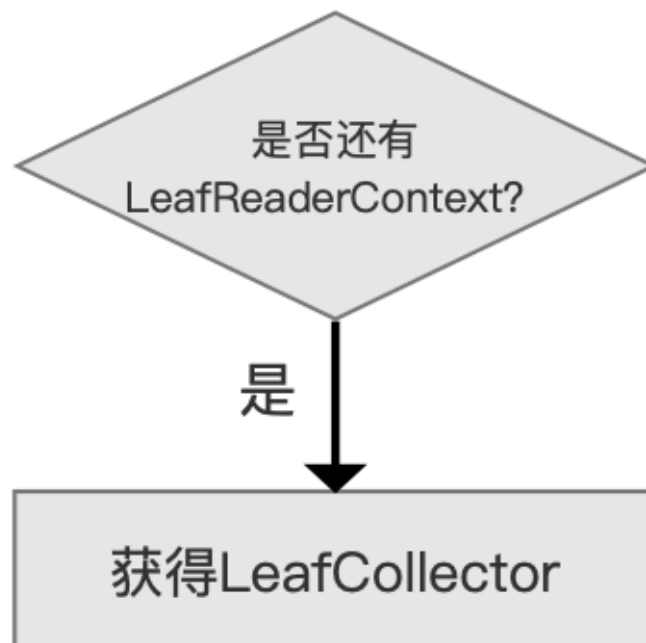 是否还有
LeafReaderContext?
是
获得LeafCollector